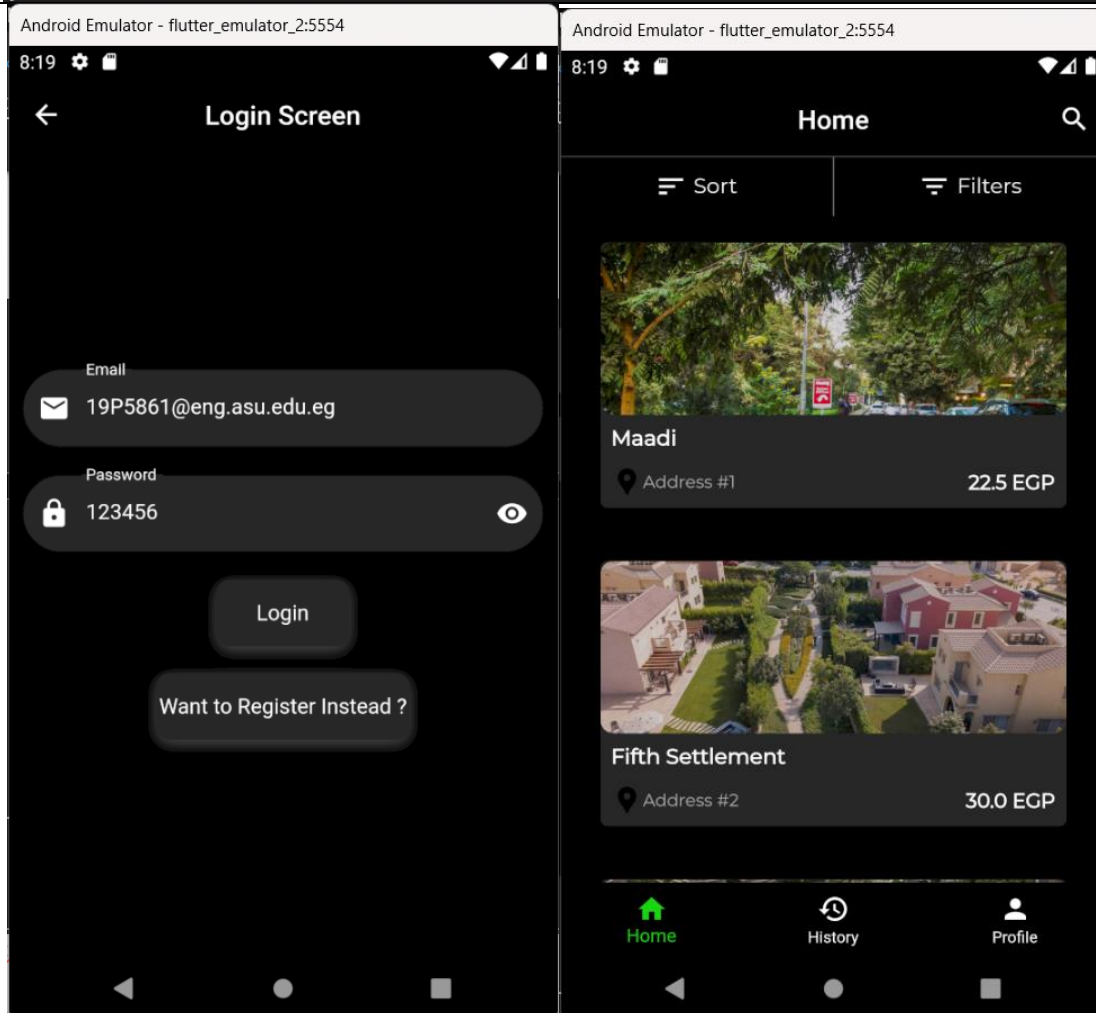 Android Emulator - flutter_emulator_2:5554
8:19
Login Screen
Email
19P5861@eng.asu.edu.eg
Password
123456
Login
Want to Register Instead ?
Android Emulator - flutter_emulator_2:5554
8:19
Home
Sort
Filters
Maadi
Address #1
22.5 EGP
Fifth Settlement
Address #2
30.0 EGP
Home
History
Profile